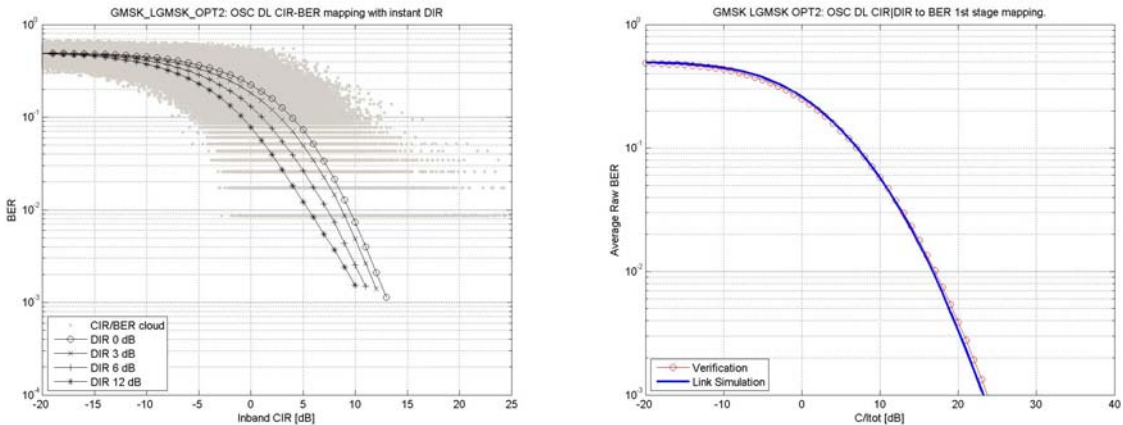 GMSK_LGMSK_OPT2: OSC DL CIR-BER mapping with instant DIR
10^0
10^-1
10^-2
10^-3
10^-4
BER
-20
-15
-10
-5
0
5
10
15
20
25
Inband CIR [dB]
CIR/BER cloud
DIR 0 dB
DIR 3 dB
DIR 6 dB
DIR 12 dB
GMSK LGMSK OPT2: OSC DL CIR|DIR to BER 1st stage mapping.
10^0
10^-1
10^-2
10^-3
Average Raw BER
-20
-10
0
10
20
30
40
C/Itot [dB]
Verification
Link Simulation